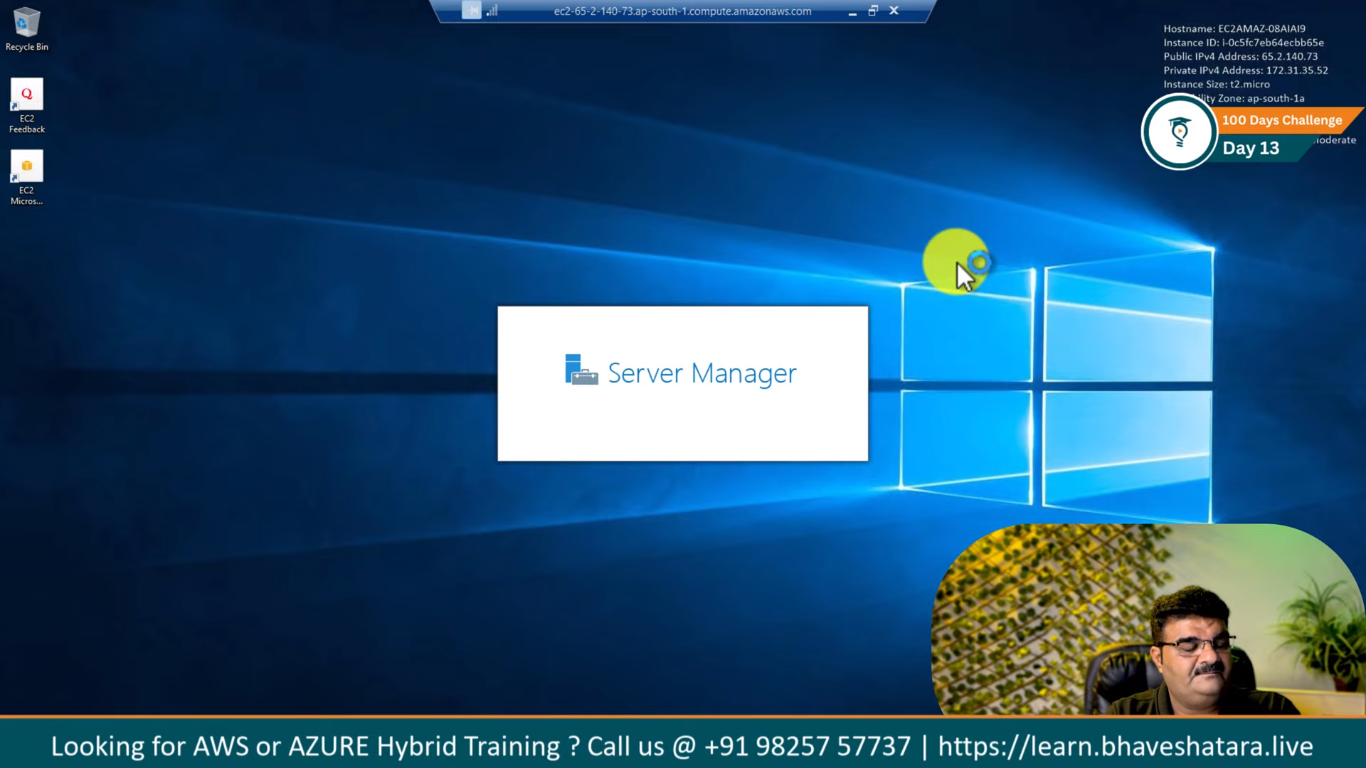 ec2-65-2-140-73.ap-south-1.compute.amazonaws.com
Recycle Bin
EC2
Feedback
EC2
Micros...
Hostname: EC2AMAZ-08AIAI9
Instance ID: i-0c5fc7eb64ecbb65e
Public IPv4 Address: 65.2.140.73
Private IPv4 Address: 172.31.35.52
Instance Size: t2.micro
Zone: ap-south-1a
100 Days Challenge
Day 13
Server Manager
Looking for AWS or AZURE Hybrid Training ? Call us @ +91 98257 57737 | https://learn.bhaveshatara.live